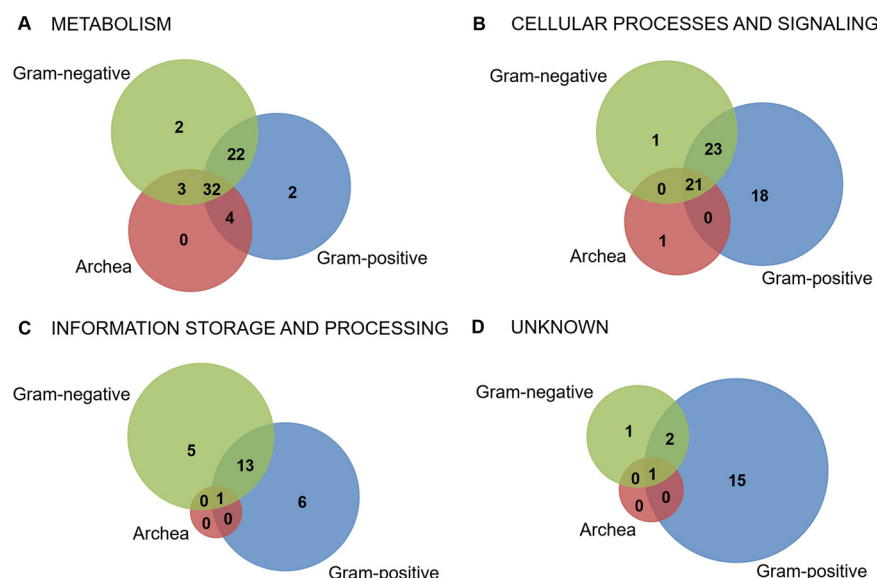 A METABOLISM
Gram-negative
2
22
3 32 2
4
0
Archea
Gram-positive
B CELLULAR PROCESSES AND SIGNALING
Gram-negative
1
23
0 21
18
0
1
Archea
Gram-positive
C INFORMATION STORAGE AND PROCESSING
Gram-negative
5
13
0 1 6
0 0
Archea
Gram-positive
D UNKNOWN
Gram-negative
1 2
0 1 15
0 0
Archea
Gram-positive